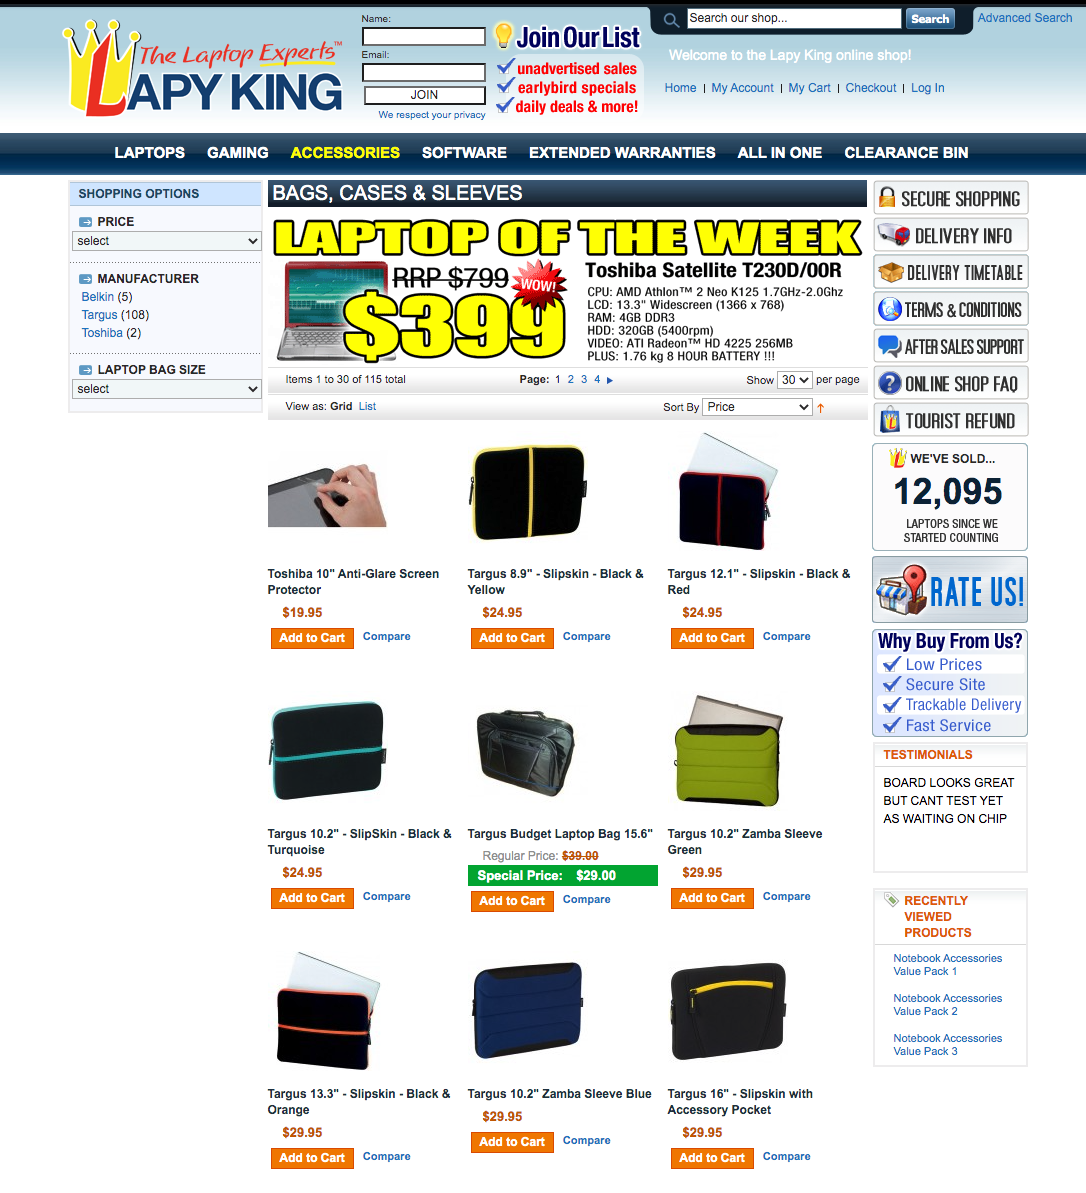 The Laptop Experts™
LAPY KING
Name:
Email:
JOIN
We respect your privacy
Join Our List
unadvertised sales
earlybird specials
daily deals & more!
Search our shop...
Search
Advanced Search
Welcome to the Lapy King online shop!
Home | My Account | My Cart | Checkout | Log In
LAPTOPS GAMING ACCESSORIES SOFTWARE EXTENDED WARRANTIES ALL IN ONE CLEARANCE BIN
SHOPPING OPTIONS
PRICE
select
MANUFACTURER
Belkin (5)
Targus (108)
Toshiba (2)
LAPTOP BAG SIZE
select
BAGS, CASES & SLEEVES
LAPTOP OF THE WEEK
RRP $799
WOW!
$399
Toshiba Satellite T230D/00R
CPU: AMD Athlon™ 2 Neo K125 1.7GHz-2.0Ghz
LCD: 13.3" Widescreen (1366 x 768)
RAM: 4GB DDR3
HDD: 320GB (5400rpm)
VIDEO: ATI Radeon™ HD 4225 256MB
PLUS: 1.76 kg 8 HOUR BATTERY !!!
Items 1 to 30 of 115 total
Page: 1 2 3 4
Show 30 per page
View as: Grid List
Sort By Price
Toshiba 10" Anti-Glare Screen
Protector
$19.95
Add to Cart Compare
Targus 8.9" - Slipskin - Black &
Yellow
$24.95
Add to Cart Compare
Targus 12.1" - Slipskin - Black &
Red
$24.95
Add to Cart Compare
Targus 10.2" - SlipSkin - Black &
Turquoise
$24.95
Add to Cart Compare
Targus Budget Laptop Bag 15.6"
Regular Price: $39.00
Special Price: $29.00
Add to Cart Compare
Targus 10.2" Zamba Sleeve
Green
$29.95
Add to Cart Compare
Targus 13.3" - Slipskin - Black &
Orange
$29.95
Add to Cart Compare
Targus 10.2" Zamba Sleeve Blue
$29.95
Add to Cart Compare
Targus 16" - Slipskin with
Accessory Pocket
$29.95
Add to Cart Compare
SECURE SHOPPING
DELIVERY INFO
DELIVERY TIMETABLE
TERMS & CONDITIONS
AFTER SALES SUPPORT
? ONLINE SHOP FAQ
TOURIST REFUND
WE'VE SOLD...
12,095
LAPTOPS SINCE WE
STARTED COUNTING
RATE US!
Why Buy From Us?
Low Prices
Secure Site
Trackable Delivery
Fast Service
TESTIMONIALS
BOARD LOOKS GREAT
BUT CANT TEST YET
AS WAITING ON CHIP
RECENTLY
VIEWED
PRODUCTS
Notebook Accessories
Value Pack 1
Notebook Accessories
Value Pack 2
Notebook Accessories
Value Pack 3